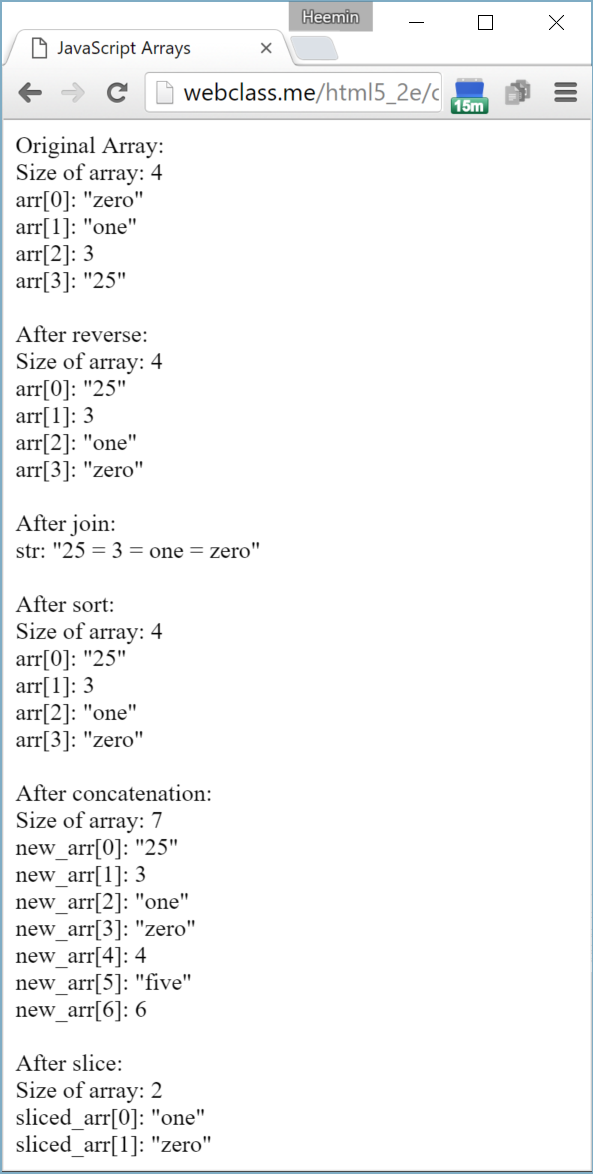 Heemin
JavaScript Arrays
webclass.me/html5_2e/c
15m
Original Array:
Size of array: 4
arr[0]: "zero"
arr[1]: "one"
arr[2]: 3
arr[3]: "25"
After reverse:
Size of array: 4
arr[0]: "25"
arr[1]: 3
arr[2]: "one"
arr[3]: "zero"
After join:
str: "25 = 3 = one = zero"
After sort:
Size of array: 4
arr[0]: "25"
arr[1]: 3
arr[2]: "one"
arr[3]: "zero"
After concatenation:
Size of array: 7
new_arr[0]: "25"
new_arr[1]: 3
new_arr[2]: "one"
new_arr[3]: "zero"
new_arr[4]: 4
new_arr[5]: "five"
new_arr[6]: 6
After slice:
Size of array: 2
sliced_arr[0]: "one"
sliced_arr[1]: "zero"